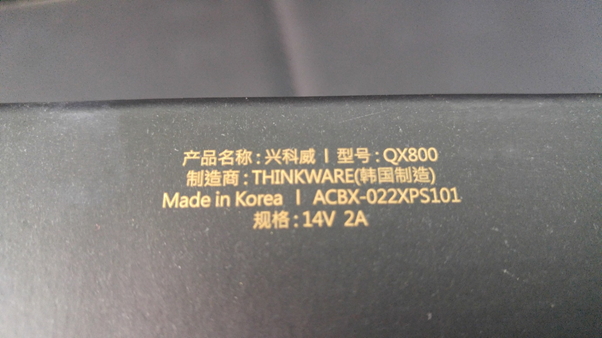 产品名称 : 兴科威 | 型号 : QX800
制造商 : THINKWARE(韩国制造)
Made in Korea | ACBX-022XPS101
规格 : 14V 2A